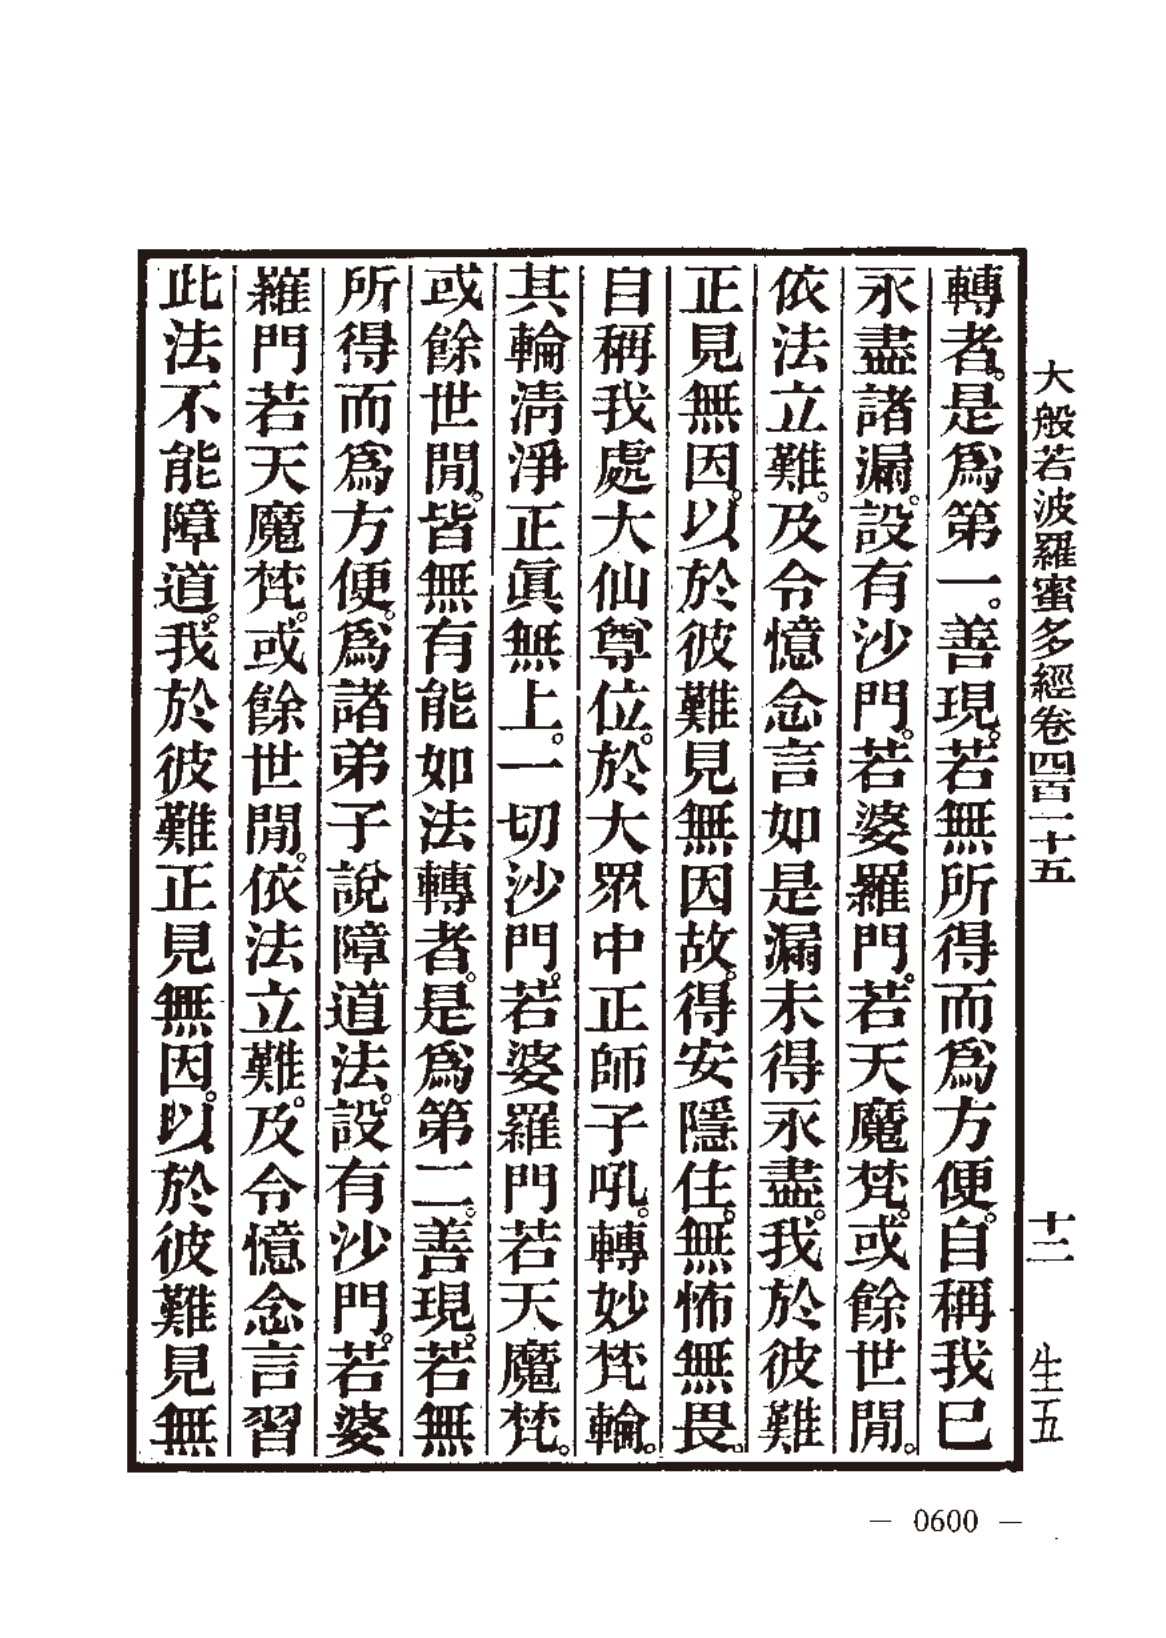 大般若波羅蜜多經卷四百一十五　十二　生五
轉者。是爲第一。善現。若無所得而爲方便。自稱我已
永盡諸漏。設有沙門。若婆羅門。若天魔梵。或餘世閒。
依法立難。及令憶念言如是漏未得永盡。我於彼難
正見無因。以於彼難見無因故。得安隱住。無怖無畏。
自稱我處大仙尊位。於大眾中正師子吼。轉妙梵輪。
其輪淸淨正眞無上。一切沙門。若婆羅門若天魔梵。
或餘世閒。皆無有能如法轉者。是爲第二。善現。若無
所得而爲方便。爲諸弟子說障道法。設有沙門。若婆
羅門若天魔梵。或餘世閒。依法立難。及令憶念言習
此法不能障道。我於彼難正見無因。以於彼難見無
— 0600 —